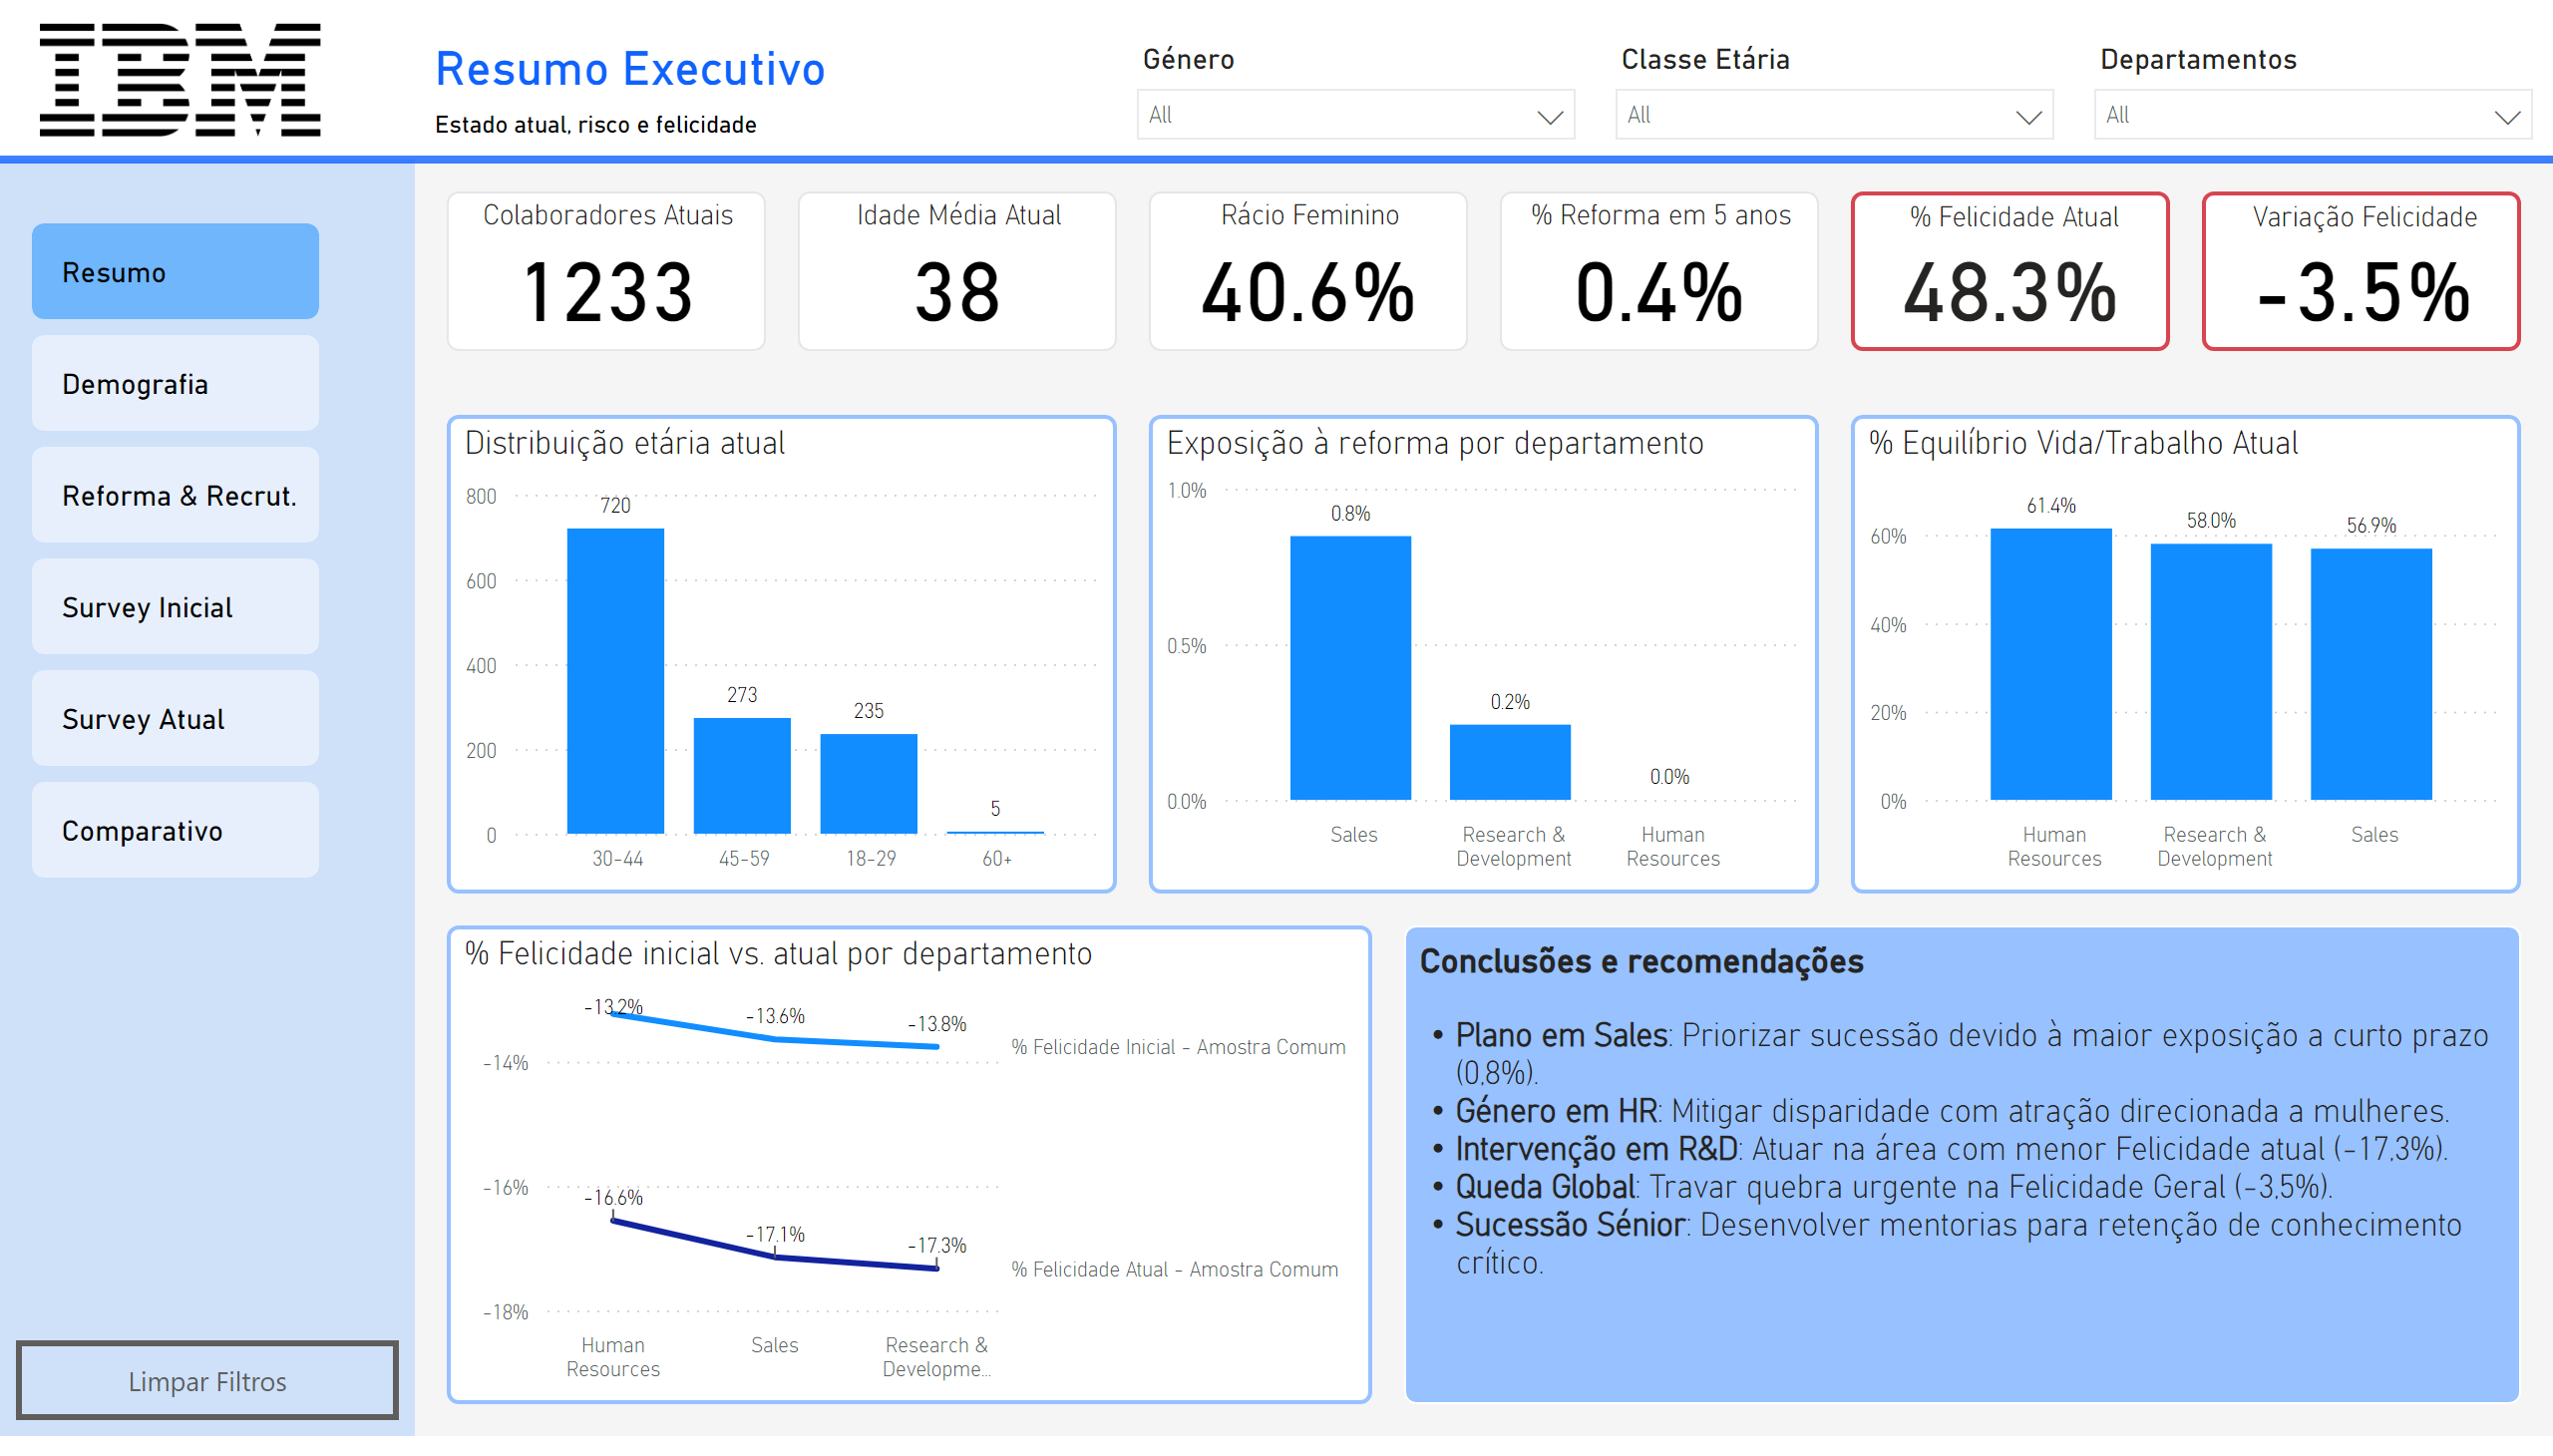 IBM
Resumo Executivo
Estado atual, risco e felicidade
Género
All
Classe Etária
All
Departamentos
All
Resumo
Demografia
Reforma & Recrut.
Survey Inicial
Survey Atual
Comparativo
Limpar Filtros
Colaboradores Atuais
1233
Idade Média Atual
38
Rácio Feminino
40.6%
% Reforma em 5 anos
0.4%
% Felicidade Atual
48.3%
Variação Felicidade
-3.5%
Distribuição etária atual
800
600
400
200
0
720
273
235
5
30-44
45-59
18-29
60+
Exposição à reforma por departamento
1.0%
0.5%
0.0%
0.8%
0.2%
0.0%
Sales
Research &
Development
Human
Resources
% Equilíbrio Vida/Trabalho Atual
60%
40%
20%
0%
61.4%
58.0%
56.9%
Human
Resources
Research &
Development
Sales
% Felicidade inicial vs. atual por departamento
-14%
-16%
-18%
-13.2%
-13.6%
-13.8%
% Felicidade Inicial - Amostra Comum
-16.6%
-17.1%
-17.3%
% Felicidade Atual - Amostra Comum
Human
Resources
Sales
Research &
Developme...
Conclusões e recomendações
• Plano em Sales: Priorizar sucessão devido à maior exposição a curto prazo
(0,8%).
• Género em HR: Mitigar disparidade com atração direcionada a mulheres.
• Intervenção em R&D: Atuar na área com menor Felicidade atual (-17,3%).
• Queda Global: Travar quebra urgente na Felicidade Geral (-3,5%).
• Sucessão Sénior: Desenvolver mentorias para retenção de conhecimento
crítico.